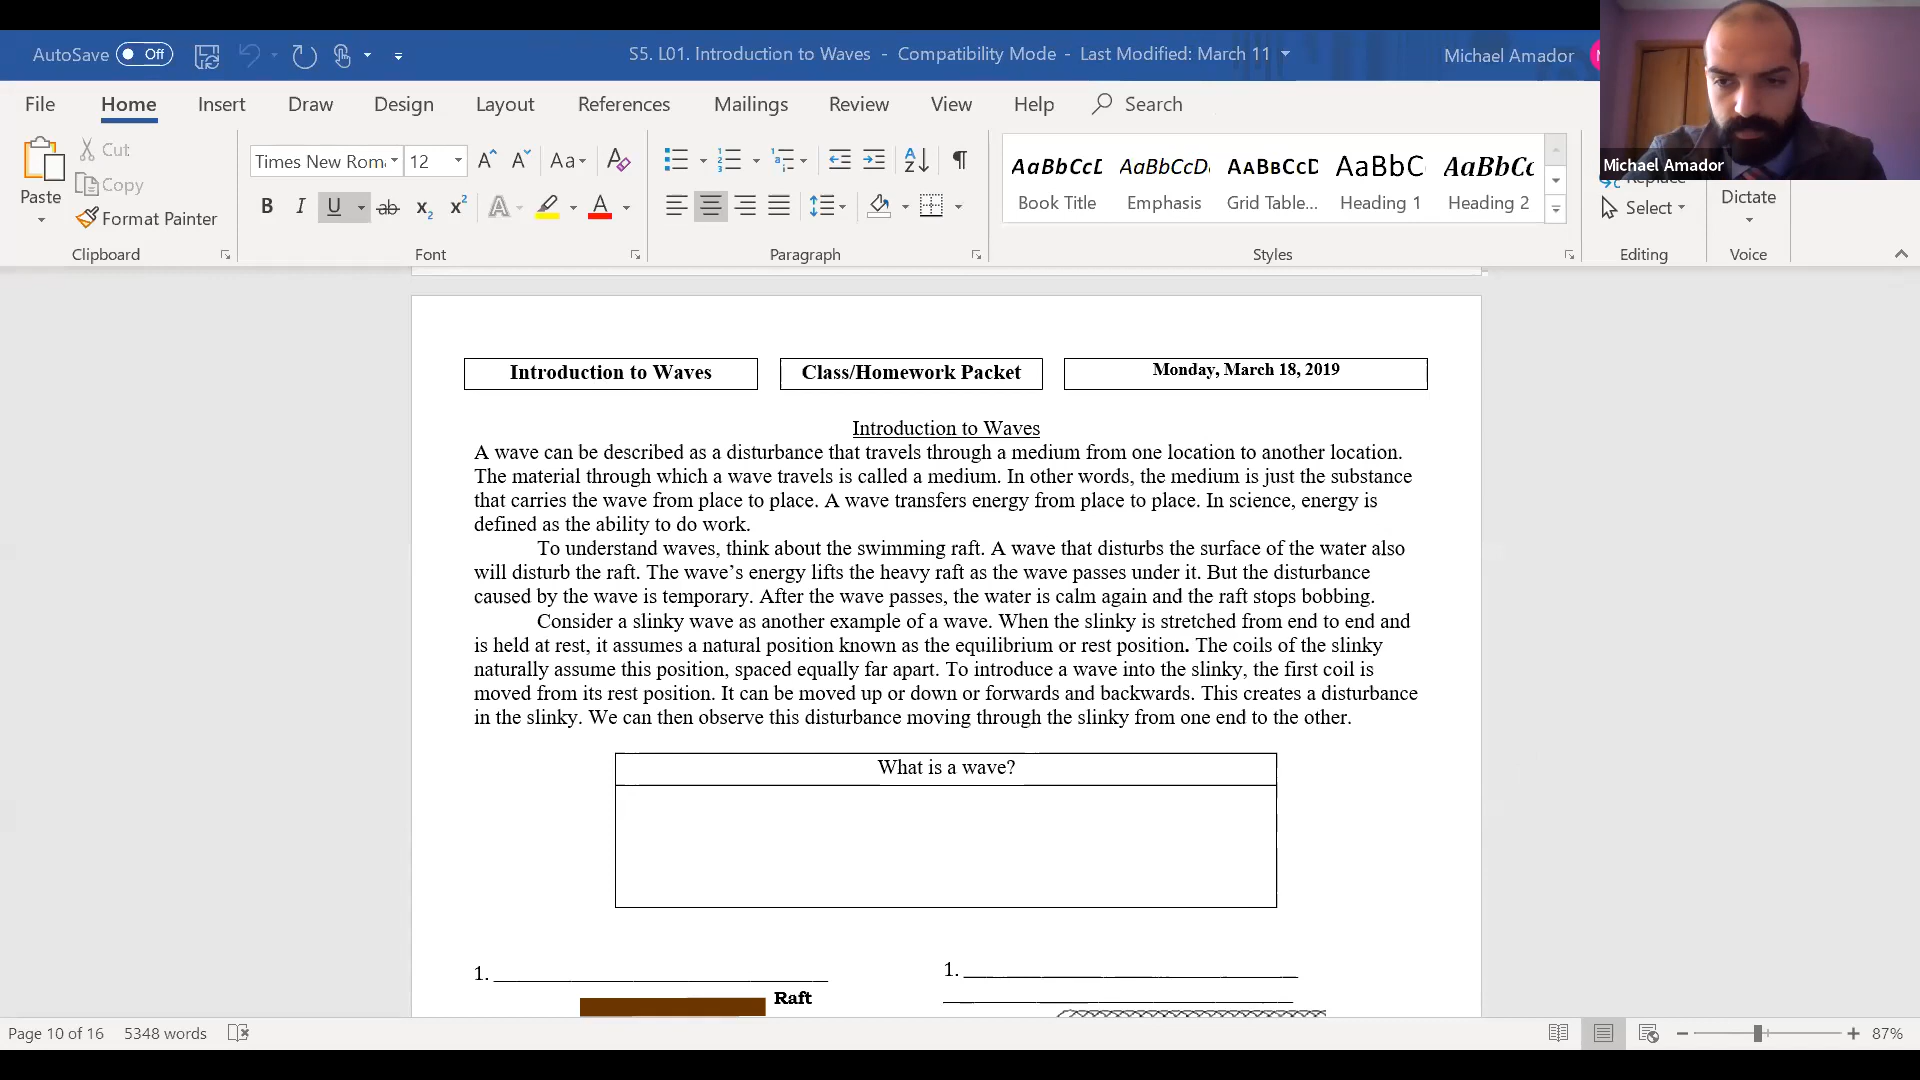 AutoSave Off S5. L01. Introduction to Waves - Compatibility Mode - Last Modified: March 11 Michael Amador
File Home Insert Draw Design Layout References Mailings Review View Help Search
Michael Amador
Paste Cut Copy Format Painter
Clipboard
Times New Rom 12 Aa
B I U ab x₂ x² A A
Font
Paragraph
AaBbCcD AaBbCcD AaBbCcD AaBbC AaBbCc
Book Title Emphasis Grid Table... Heading 1 Heading 2
Styles
Replace
Select
Editing
Dictate
Voice
Introduction to Waves Class/Homework Packet Monday, March 18, 2019
Introduction to Waves
A wave can be described as a disturbance that travels through a medium from one location to another location.
The material through which a wave travels is called a medium. In other words, the medium is just the substance
that carries the wave from place to place. A wave transfers energy from place to place. In science, energy is
defined as the ability to do work.
To understand waves, think about the swimming raft. A wave that disturbs the surface of the water also
will disturb the raft. The wave's energy lifts the heavy raft as the wave passes under it. But the disturbance
caused by the wave is temporary. After the wave passes, the water is calm again and the raft stops bobbing.
Consider a slinky wave as another example of a wave. When the slinky is stretched from end to end and
is held at rest, it assumes a natural position known as the equilibrium or rest position. The coils of the slinky
naturally assume this position, spaced equally far apart. To introduce a wave into the slinky, the first coil is
moved from its rest position. It can be moved up or down or forwards and backwards. This creates a disturbance
in the slinky. We can then observe this disturbance moving through the slinky from one end to the other.
What is a wave?
1. ______ 1. ______
Raft
Page 10 of 16 5348 words 87%